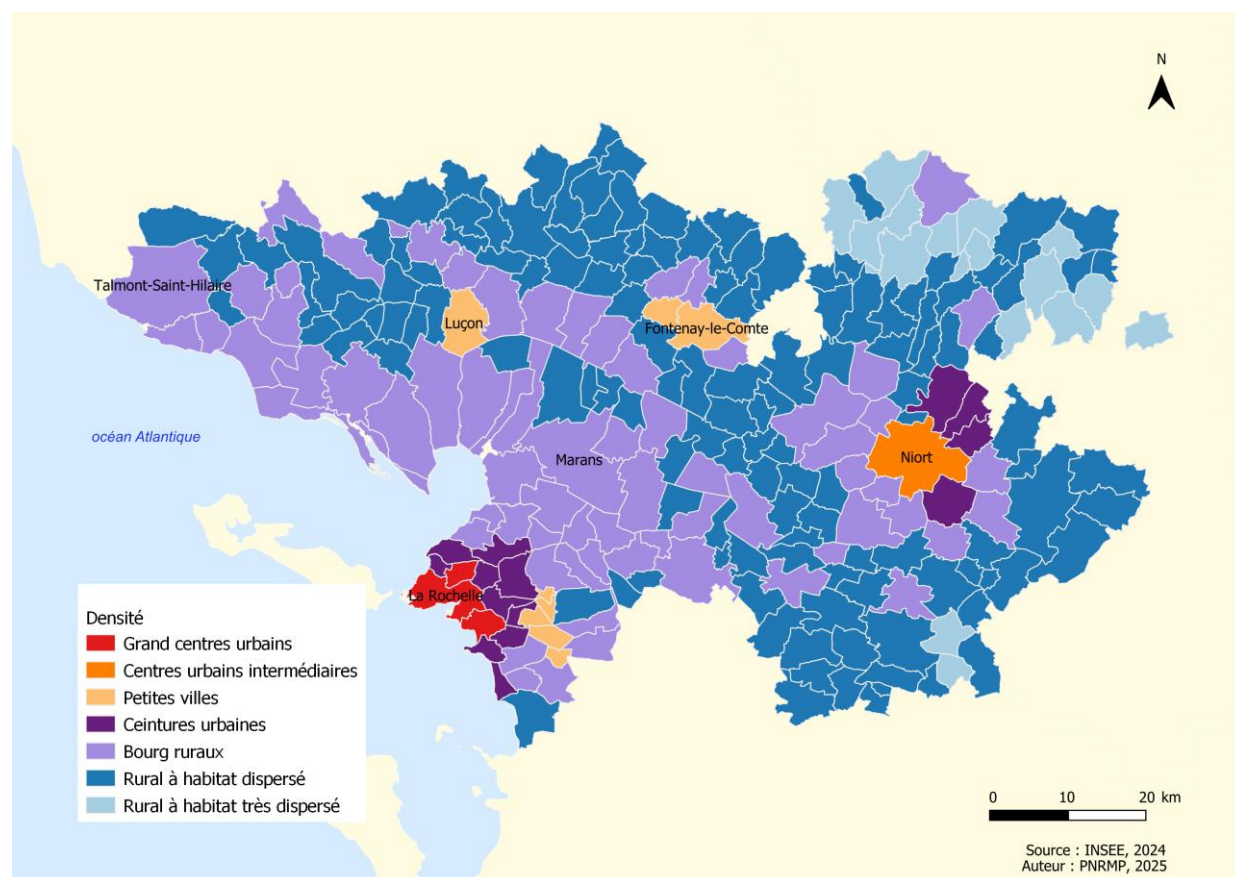 N
Talmont-Saint-Hilaire
Luçon
Fontenay-le-Comte
océan Atlantique
Marans
Niort
La Rochelle
Densité
Grand centres urbains
Centres urbains intermédiaires
Petites villes
Ceintures urbaines
Bourg ruraux
Rural à habitat dispersé
Rural à habitat très dispersé
0 10 20 km
Source : INSEE, 2024
Auteur : PNRMP, 2025